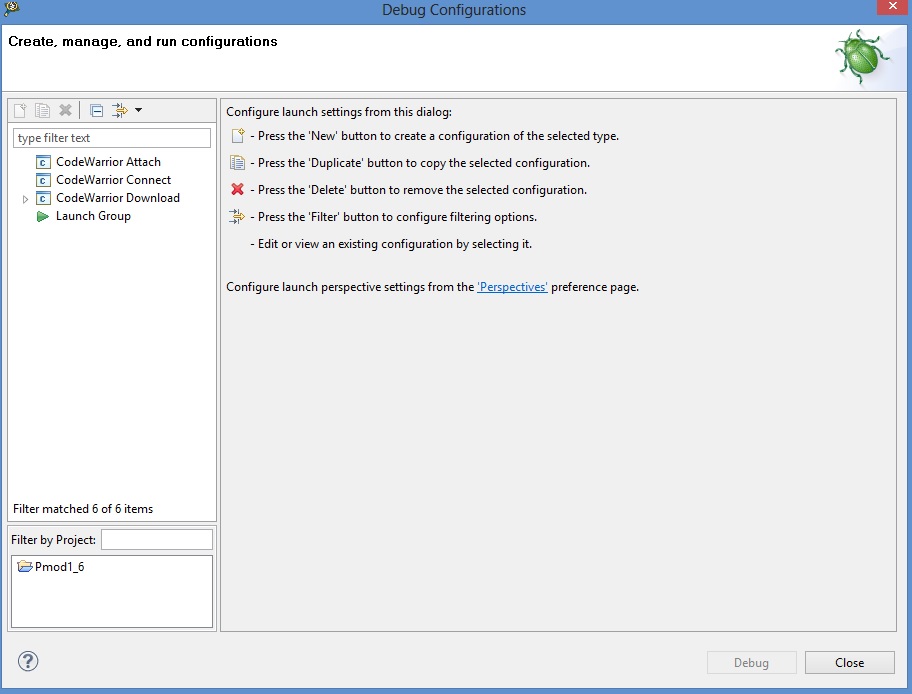 Debug Configurations
Create, manage, and run configurations
type filter text
CodeWarrior Attach
CodeWarrior Connect
CodeWarrior Download
Launch Group
Filter matched 6 of 6 items
Filter by Project:
Pmod1_6
Configure launch settings from this dialog:
- Press the 'New' button to create a configuration of the selected type.
- Press the 'Duplicate' button to copy the selected configuration.
- Press the 'Delete' button to remove the selected configuration.
- Press the 'Filter' button to configure filtering options.
- Edit or view an existing configuration by selecting it.
Configure launch perspective settings from the 'Perspectives' preference page.
Debug
Close